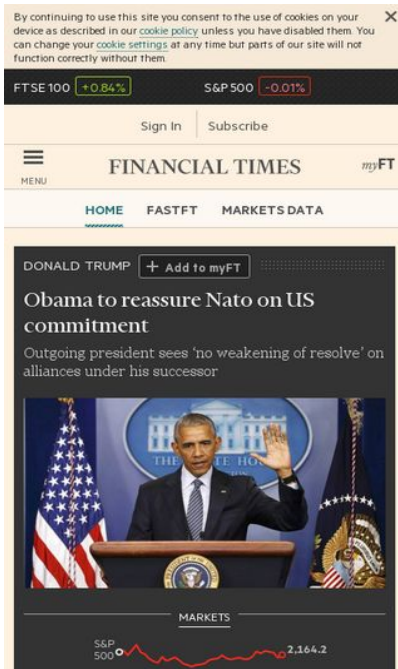 By continuing to use this site you consent to the use of cookies on your
device as described in our cookie policy unless you have disabled them. You
can change your cookie settings at any time but parts of our site will not
function correctly without them.
FTSE 100 +0.84% S&P 500 -0.01%
Sign In Subscribe
MENU
FINANCIAL TIMES
myFT
HOME FASTFT MARKETS DATA
DONALD TRUMP + Add to myFT
Obama to reassure Nato on US
commitment
Outgoing president sees ‘no weakening of resolve’ on
alliances under his successor
THE
MARKETS
S&P
500
2,164.2